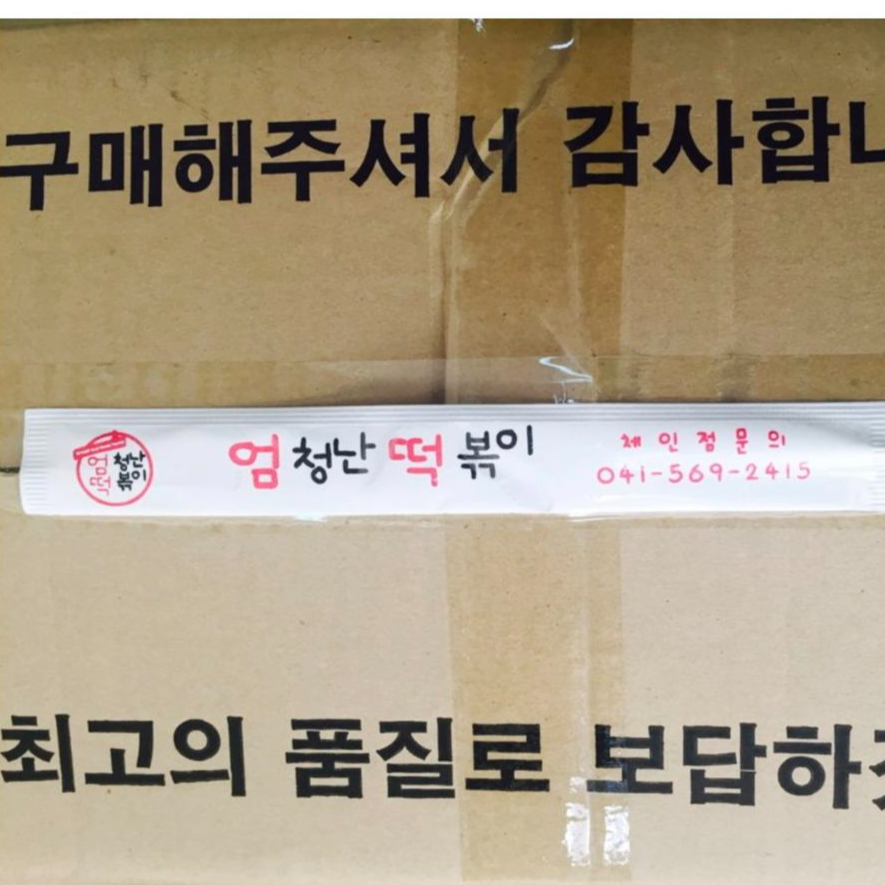 구매해주셔서 감사합니
엄청난 떡볶이
체인점문의
041-569-2415
엄청난
떡볶이
최고의 품질로 보답하